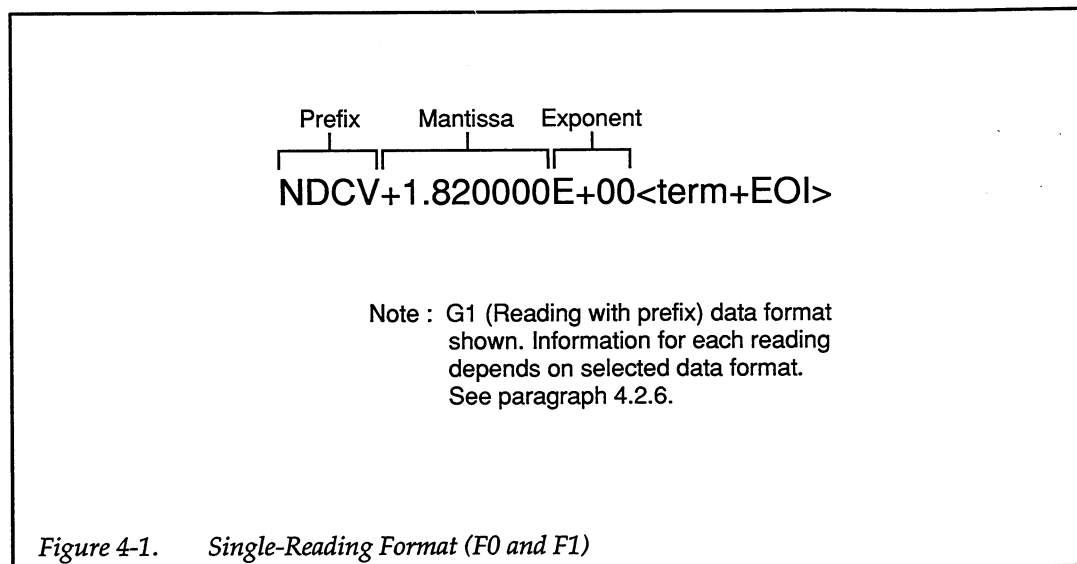 Prefix Mantissa Exponent
NDCV+1.820000E+00<term+EOI>
Note : G1 (Reading with prefix) data format
shown. Information for each reading
depends on selected data format.
See paragraph 4.2.6.
Figure 4-1. Single-Reading Format (F0 and F1)